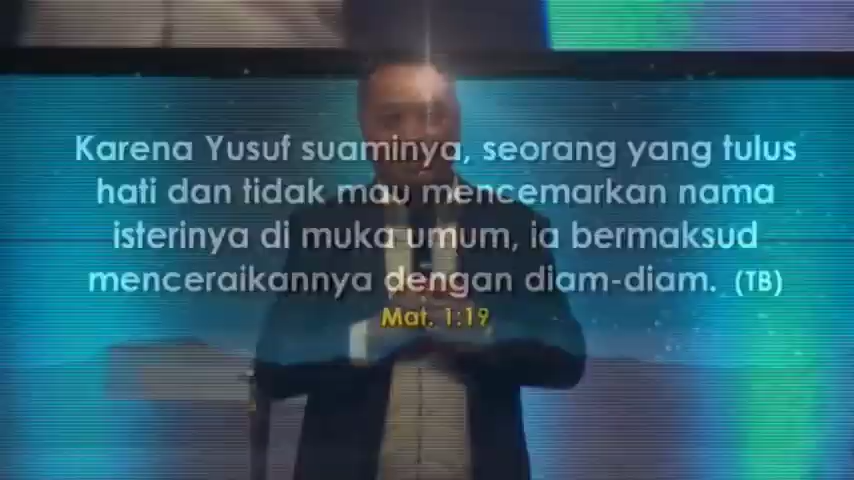 Karena Yusuf suaminya, seorang yang tulus
hati dan tidak mau mencemarkan nama
isterinya di muka umum, ia bermaksud
menceraikannya dengan diam-diam. (TB)
Mat. 1:19